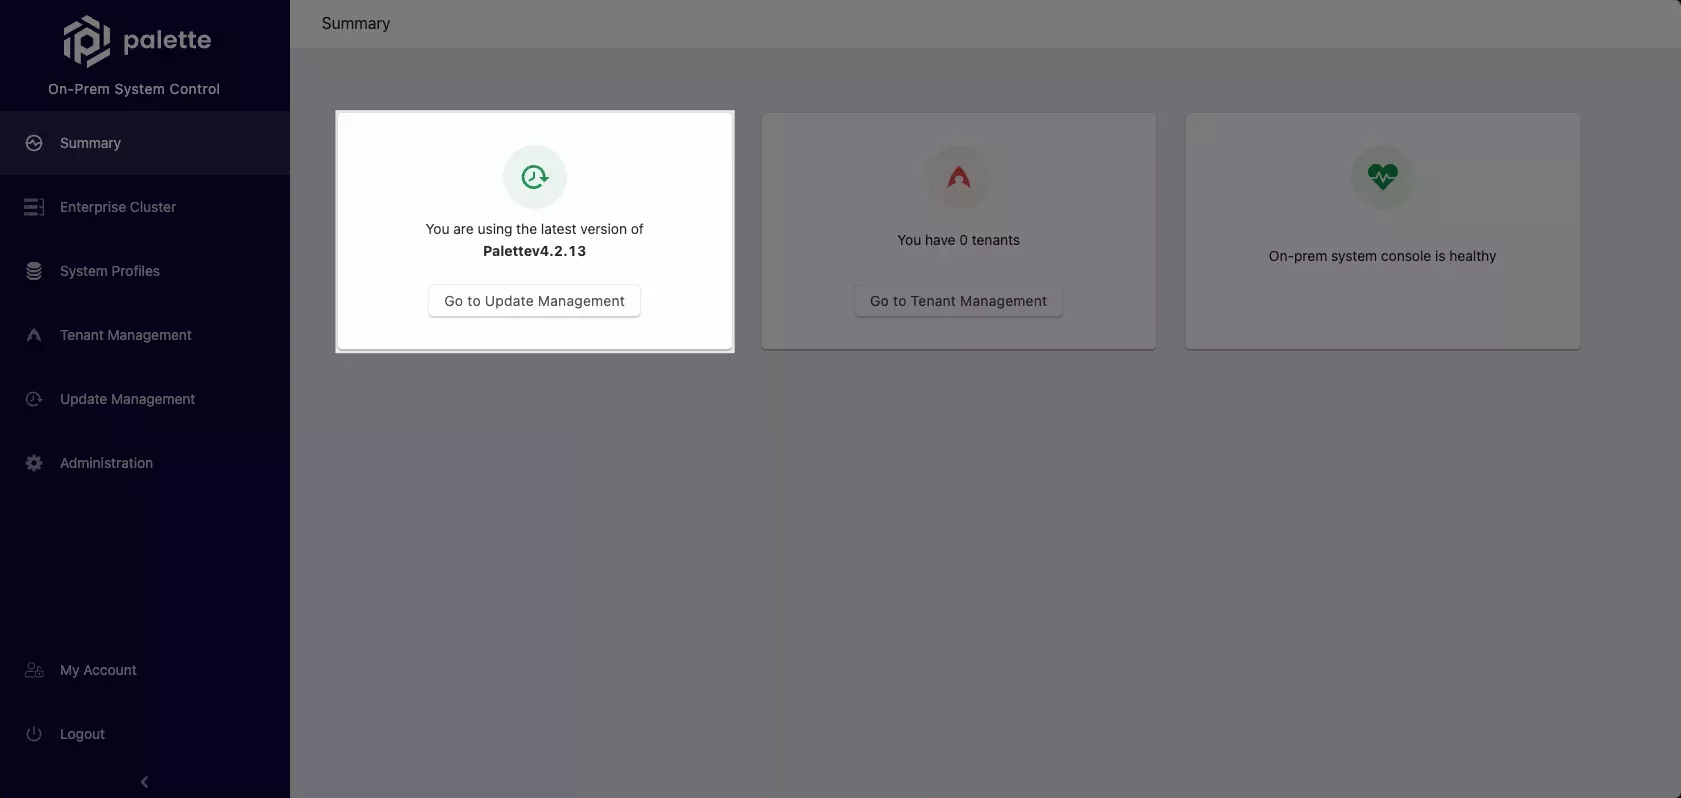 palette
On-Prem System Control
Summary
Enterprise Cluster
System Profiles
Tenant Management
Update Management
Administration
My Account
Logout
Summary
You are using the latest version of
Palettev4.2.13
Go to Update Management
You have 0 tenants
Go to Tenant Management
On-prem system console is healthy